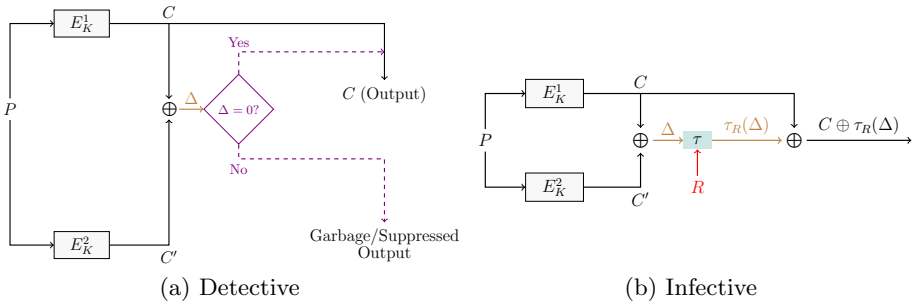 C
E_K^1
Yes
P
Δ
Δ = 0?
⊕
C (Output)
No
E_K^2
C′
Garbage/Suppressed
Output
(a) Detective
C
E_K^1
P
⊕
Δ
τ
τ_R(Δ)
⊕
C ⊕ τ_R(Δ)
R
E_K^2
C′
(b) Infective